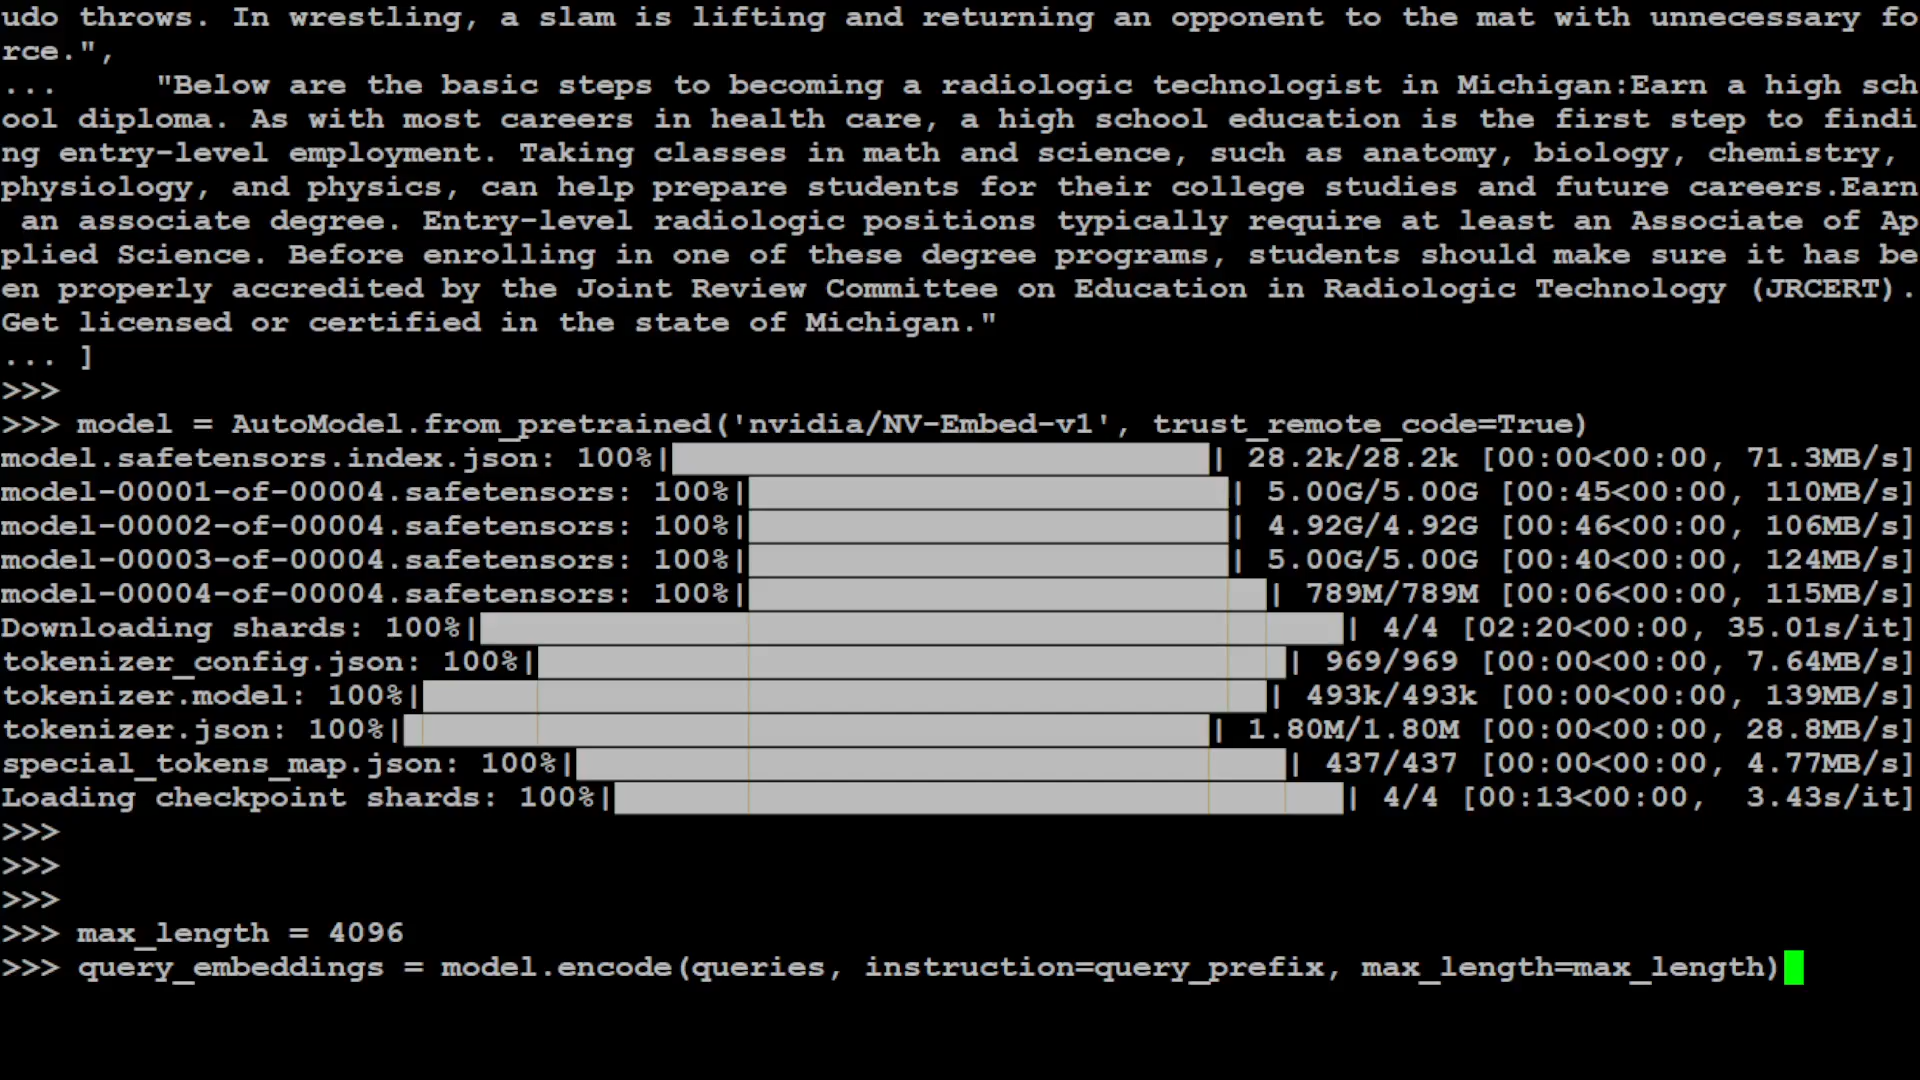 udo throws. In wrestling, a slam is lifting and returning an opponent to the mat with unnecessary fo
rce.",
...     "Below are the basic steps to becoming a radiologic technologist in Michigan:Earn a high sch
ool diploma. As with most careers in health care, a high school education is the first step to findi
ng entry-level employment. Taking classes in math and science, such as anatomy, biology, chemistry,
physiology, and physics, can help prepare students for their college studies and future careers.Earn
 an associate degree. Entry-level radiologic positions typically require at least an Associate of Ap
plied Science. Before enrolling in one of these degree programs, students should make sure it has be
en properly accredited by the Joint Review Committee on Education in Radiologic Technology (JRCERT).
Get licensed or certified in the state of Michigan."
... ]
>>>
>>> model = AutoModel.from_pretrained('nvidia/NV-Embed-v1', trust_remote_code=True)
model.safetensors.index.json: 100%| | 28.2k/28.2k [00:00<00:00, 71.3MB/s]
model-00001-of-00004.safetensors: 100%| | 5.00G/5.00G [00:45<00:00, 110MB/s]
model-00002-of-00004.safetensors: 100%| | 4.92G/4.92G [00:46<00:00, 106MB/s]
model-00003-of-00004.safetensors: 100%| | 5.00G/5.00G [00:40<00:00, 124MB/s]
model-00004-of-00004.safetensors: 100%| | 789M/789M [00:06<00:00, 115MB/s]
Downloading shards: 100%| | 4/4 [02:20<00:00, 35.01s/it]
tokenizer_config.json: 100%| | 969/969 [00:00<00:00, 7.64MB/s]
tokenizer.model: 100%| | 493k/493k [00:00<00:00, 139MB/s]
tokenizer.json: 100%| | 1.80M/1.80M [00:00<00:00, 28.8MB/s]
special_tokens_map.json: 100%| | 437/437 [00:00<00:00, 4.77MB/s]
Loading checkpoint shards: 100%| | 4/4 [00:13<00:00,  3.43s/it]
>>>
>>>
>>>
>>> max_length = 4096
>>> query_embeddings = model.encode(queries, instruction=query_prefix, max_length=max_length)